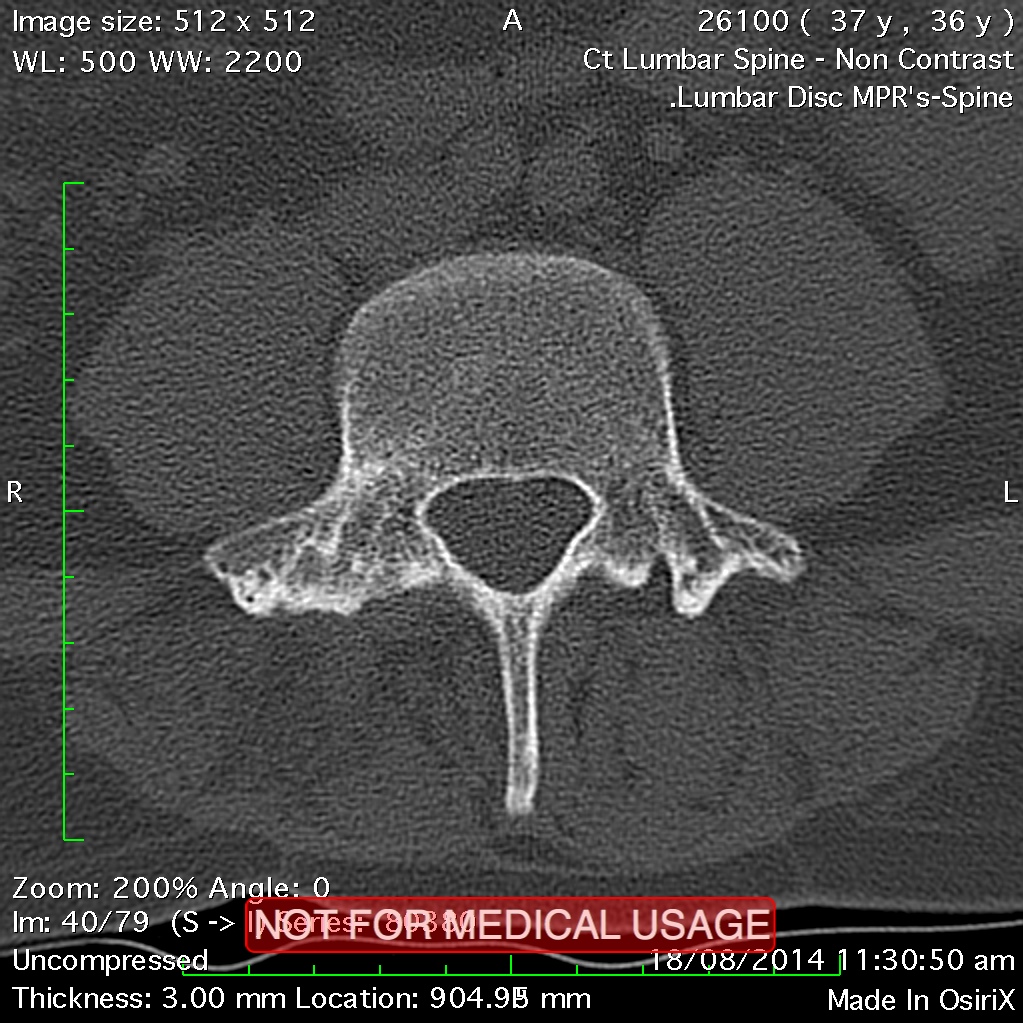 Image size: 512 x 512
WL: 500 WW: 2200
A
26100 ( 37 y , 36 y )
Ct Lumbar Spine - Non Contrast
.Lumbar Disc MPR's-Spine
R
L
Zoom: 200% Angle: 0
Im: 40/79 (S -> I) Series: 80380
NOT FOR MEDICAL USAGE
Uncompressed
18/08/2014 11:30:50 am
Thickness: 3.00 mm Location: 904.95 mm
Made In OsiriX